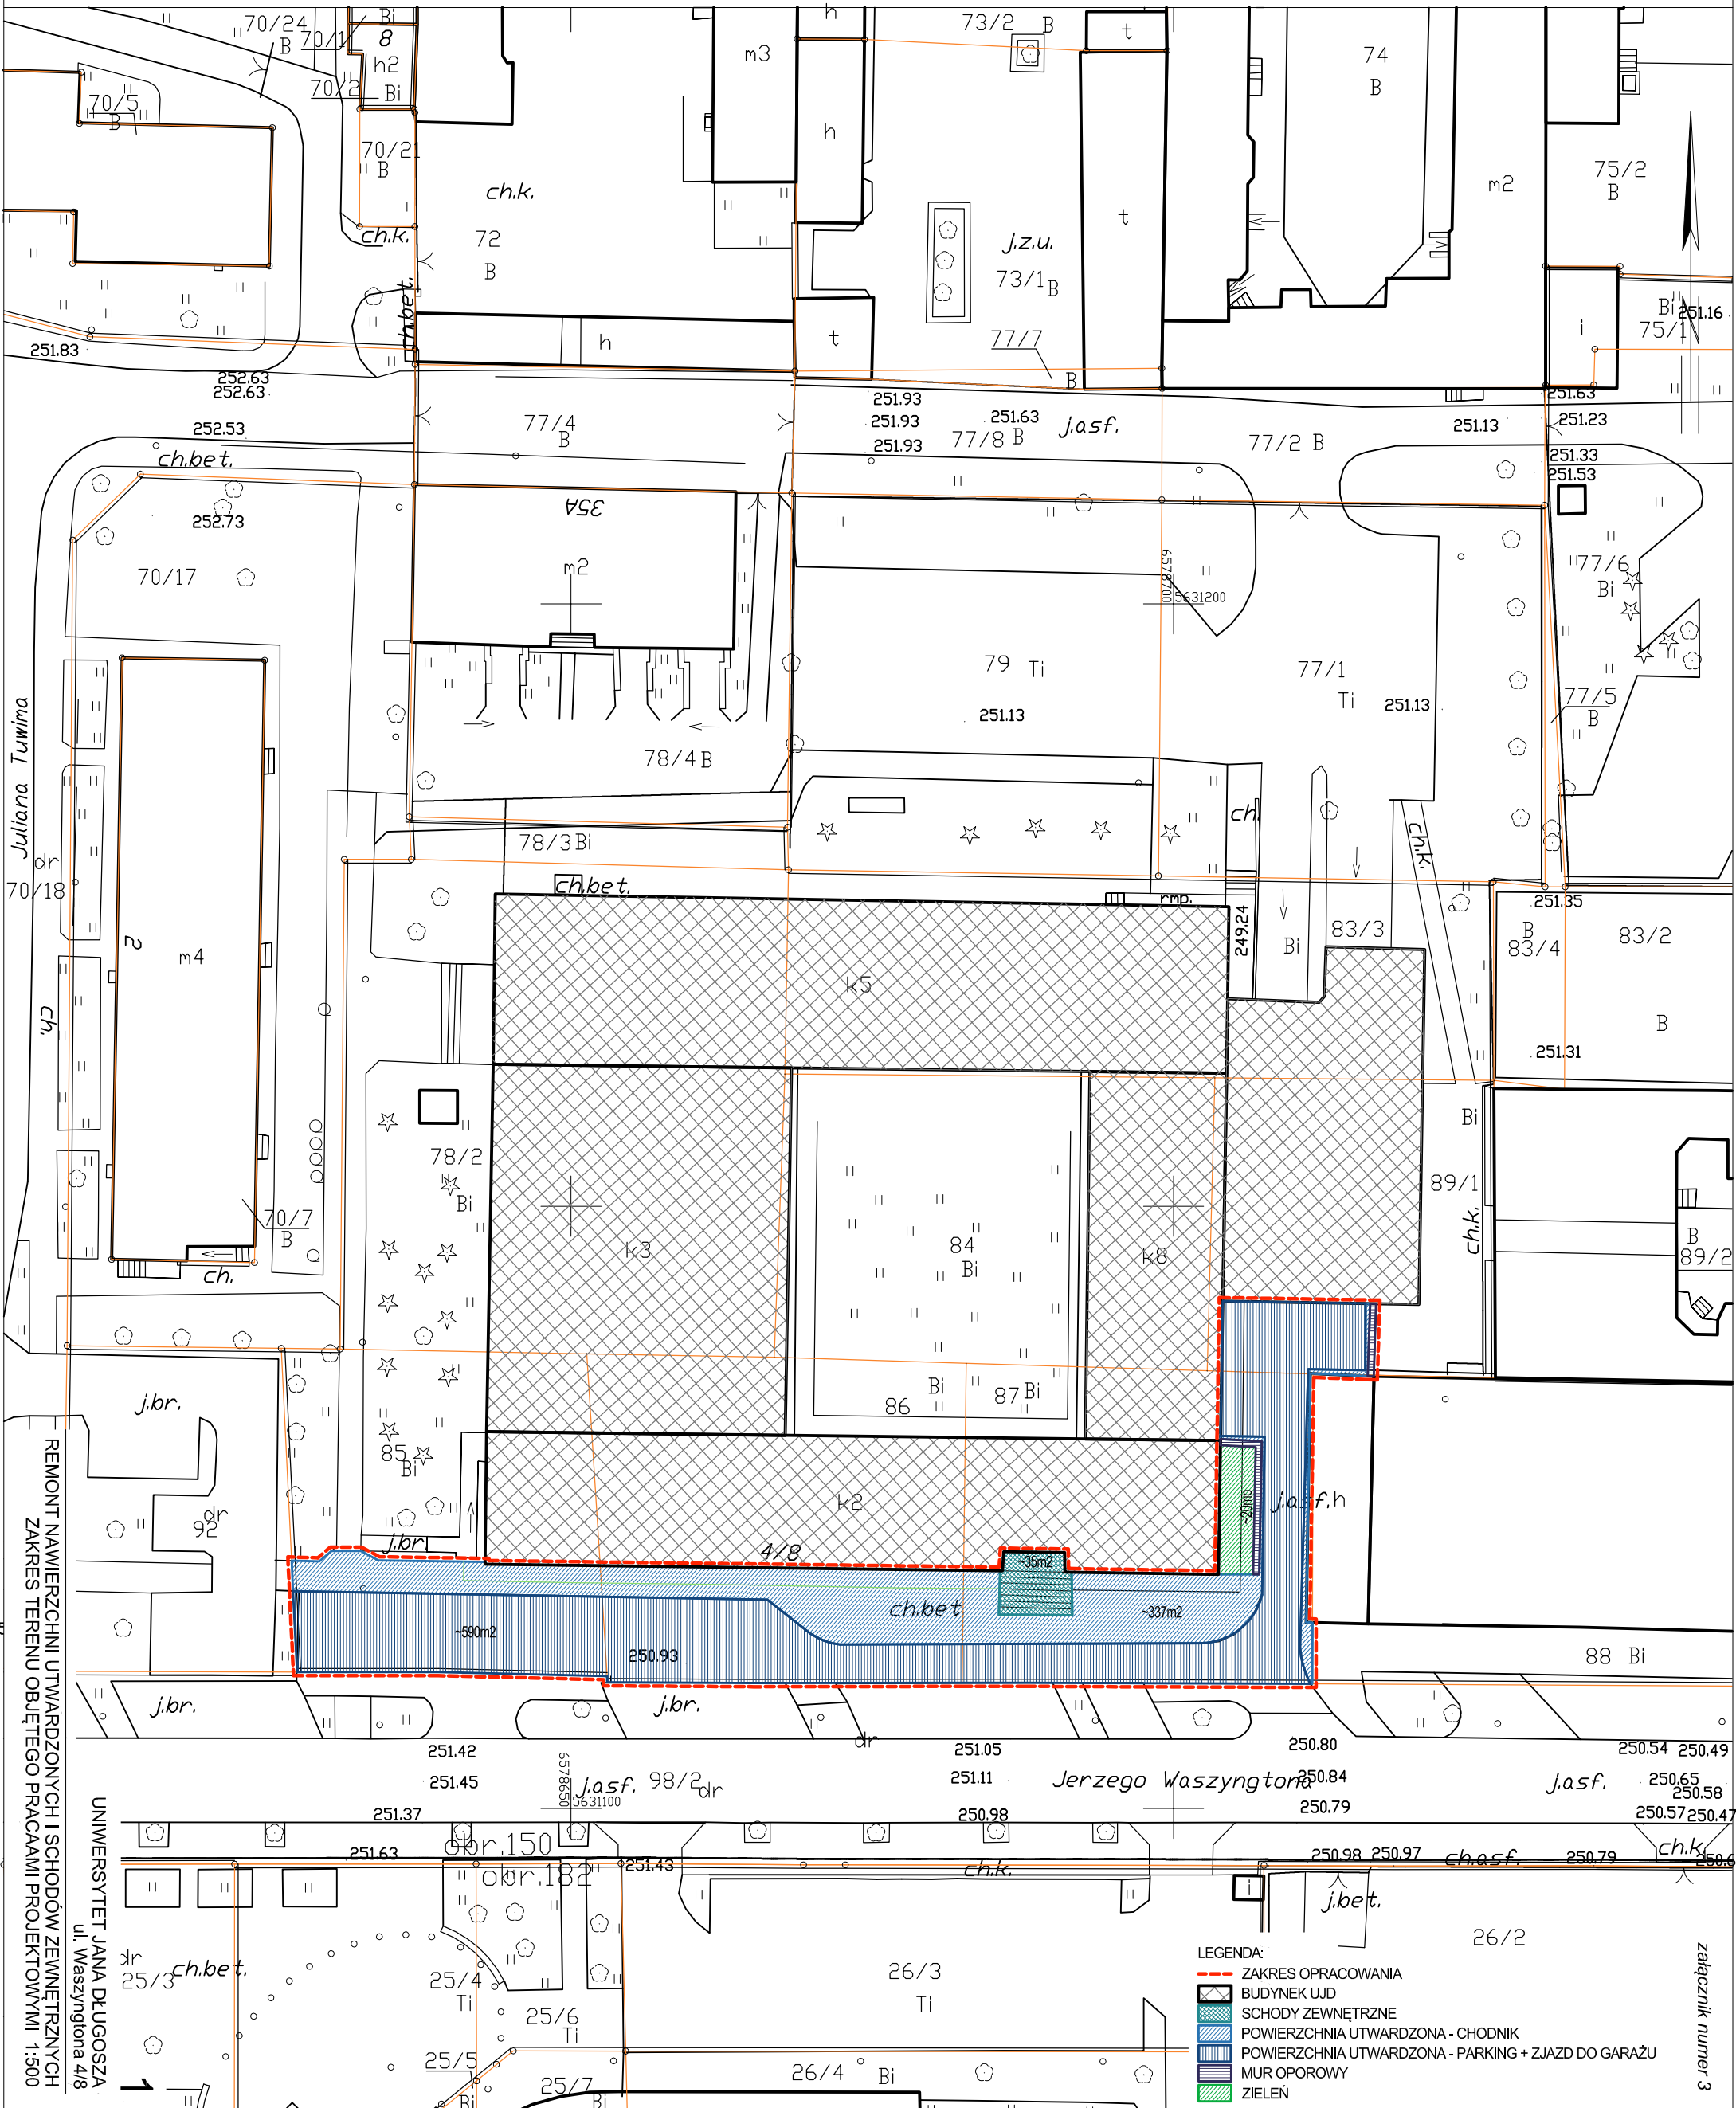 70/24
B
70/1
Bi
8
h2
Bi
70/2
70/5
B
70/21
B
ch.k.
ch.k.
72
B
m3
h
h
73/2 B
t
t
j.z.u.
73/1 B
77/7
B
74
B
m2
75/2
B
Bi
251.16
75/1
i
t
h
ch.bet.
251.83
252.63
252.63
252.53
ch.bet.
252.73
77/4
B
251.93
251.93
251.93
251.63
77/8 B
j.asf.
77/2 B
251.13
251.63
251.23
251.33
251.53
70/17
35A
m2
6578700
5631200
77/6
Bi
79 Ti
251.13
77/1
Ti
251.13
77/5
B
78/4 B
Juliana Tuwima
dr
70/18
78/3 Bi
ch.bet.
ch.
ch.k.
rmp.
249.24
Bi
83/3
251.35
B
83/4
83/2
B
251.31
2
m4
ch.
k5
78/2
Bi
k3
84
Bi
k8
Bi
89/1
ch.k.
B
89/2
70/7
B
ch.
j.br.
86
Bi
87 Bi
85
Bi
k2
dr
92
j.br.
4/8
~35m2
~20mb
j.asf.h
ch.bet
~337m2
~590m2
250.93
88 Bi
j.br.
j.br.
dr
251.42
251.05
250.80
250.54 250.49
251.45
j.asf. 98/2 dr
251.11
Jerzego Waszyngtona
250.84
j.asf.
250.65
250.58
6578650
5631100
251.37
250.98
250.79
250.57 250.47
obr.150
obr.182
251.63
251.43
ch.k.
250.98 250.97
ch.asf.
250.79
ch.k.
i
j.bet.
26/2
25/3
ch.bet.
25/4
Ti
25/6
Ti
25/5
Bi
25/7
Bi
26/3
Ti
26/4 Bi
REMONT NAWIERZCHNI UTWARDZONYCH I SCHODÓW ZEWNĘTRZNYCH
ZAKRES TERENU OBJĘTEGO PRACAMI PROJEKTOWYMI 1:500
UNIWERSYTET JANA DŁUGOSZA
ul. Waszyngtona 4/8
1
LEGENDA:
ZAKRES OPRACOWANIA
BUDYNEK UJD
SCHODY ZEWNĘTRZNE
POWIERZCHNIA UTWARDZONA - CHODNIK
POWIERZCHNIA UTWARDZONA - PARKING + ZJAZD DO GARAŻU
MUR OPOROWY
ZIELEŃ
załącznik numer 3